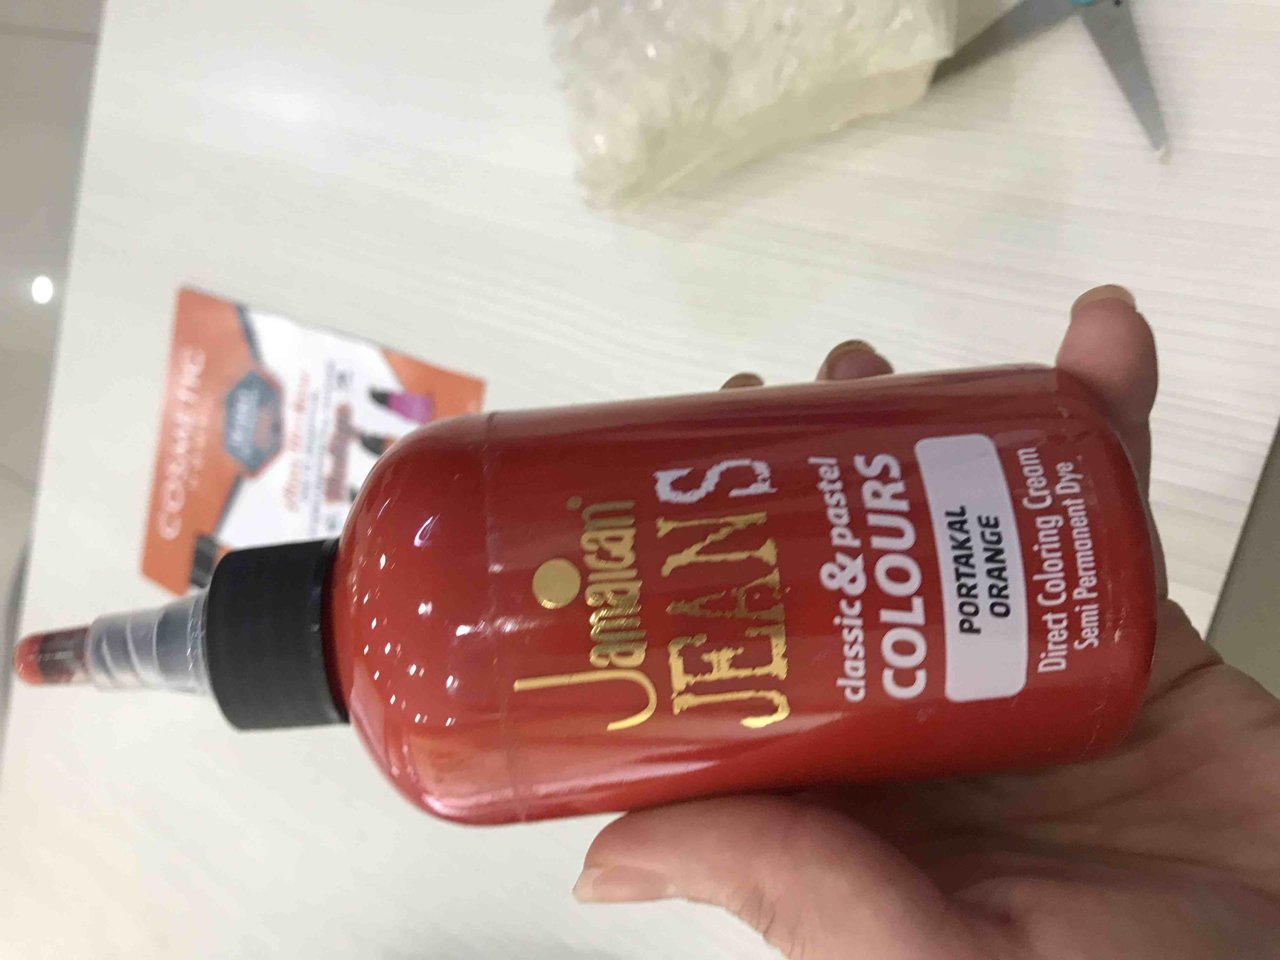 Jamaican
JEANS
classic & pastel
COLOURS
PORTAKAL
ORANGE
Direct Coloring Cream
Semi Permanent Dye
COSMETIC